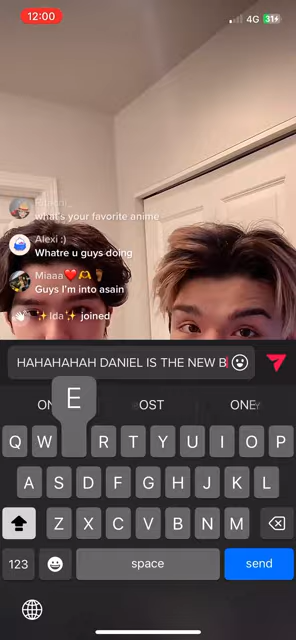 12:00
4G
31
what's your favorite anime
Alexi :)
Whatre u guys doing
Miaaa❤️🫶
Guys I'm into asain
✨Ida✨ joined
HAHAHAHAH DANIEL IS THE NEW B
OST
ONE
E
Q W R T Y U I O P
A S D F G H J K L
Z X C V B N M
123
space
send